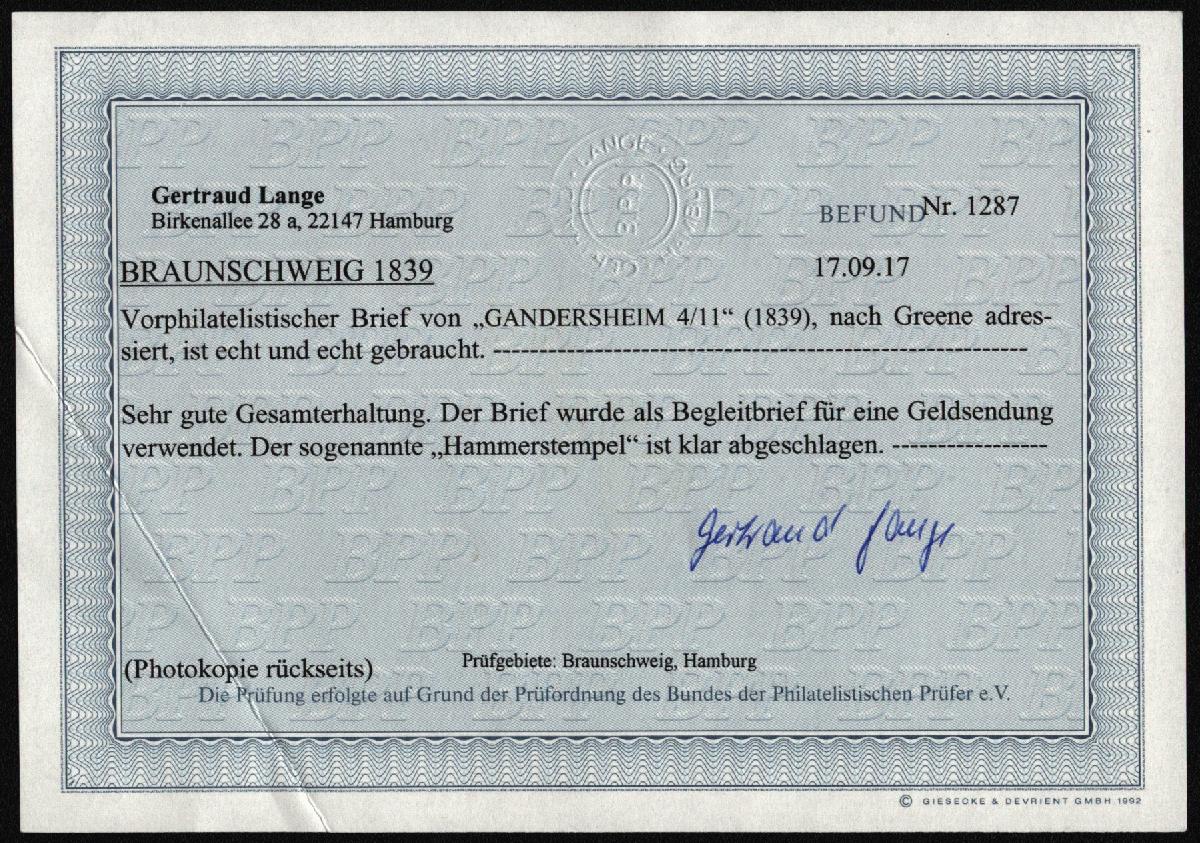 Gertraud Lange
Birkenallee 28 a, 22147 Hamburg
BEFUND Nr. 1287
BRAUNSCHWEIG 1839
17.09.17
Vorphilatelistischer Brief von „GANDERSHEIM 4/11“ (1839), nach Greene adres-
siert, ist echt und echt gebraucht. ------------------------------------------------------------
Sehr gute Gesamterhaltung. Der Brief wurde als Begleitbrief für eine Geldsendung
verwendet. Der sogenannte „Hammerstempel“ ist klar abgeschlagen. -----------------
Gertraud Lange
(Photokopie rückseits)
Prüfgebiete: Braunschweig, Hamburg
Die Prüfung erfolgte auf Grund der Prüfordnung des Bundes der Philatelistischen Prüfer e.V.
© GIESECKE & DEVRIENT GMBH 1992